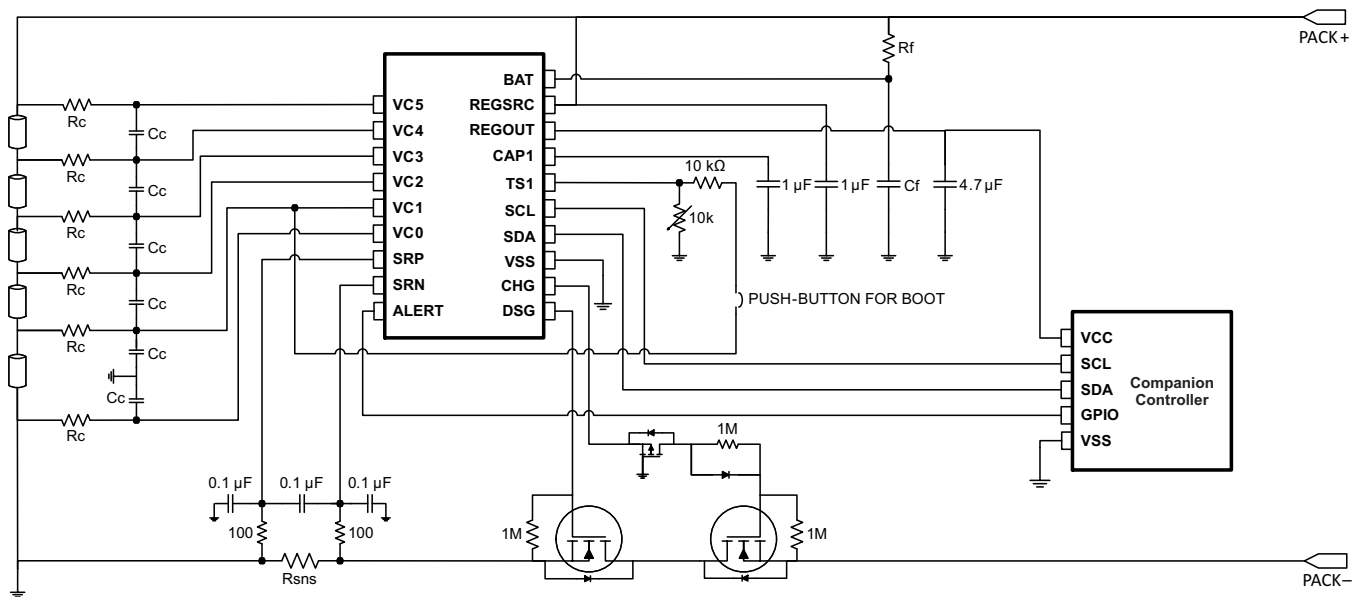 PACK+
Rf
BAT
REGSRC
REGOUT
CAP1
TS1
SCL
SDA
VSS
CHG
DSG
VC5
VC4
VC3
VC2
VC1
VC0
SRP
SRN
ALERT
Rc
Rc
Rc
Rc
Rc
Rc
Cc
Cc
Cc
Cc
Cc
Cc
10 kΩ
10k
1 µF
1 µF
Cf
4.7 µF
PUSH-BUTTON FOR BOOT
VCC
SCL
SDA
GPIO
VSS
Companion
Controller
1M
0.1 µF
0.1 µF
0.1 µF
100
100
1M
1M
Rsns
PACK–